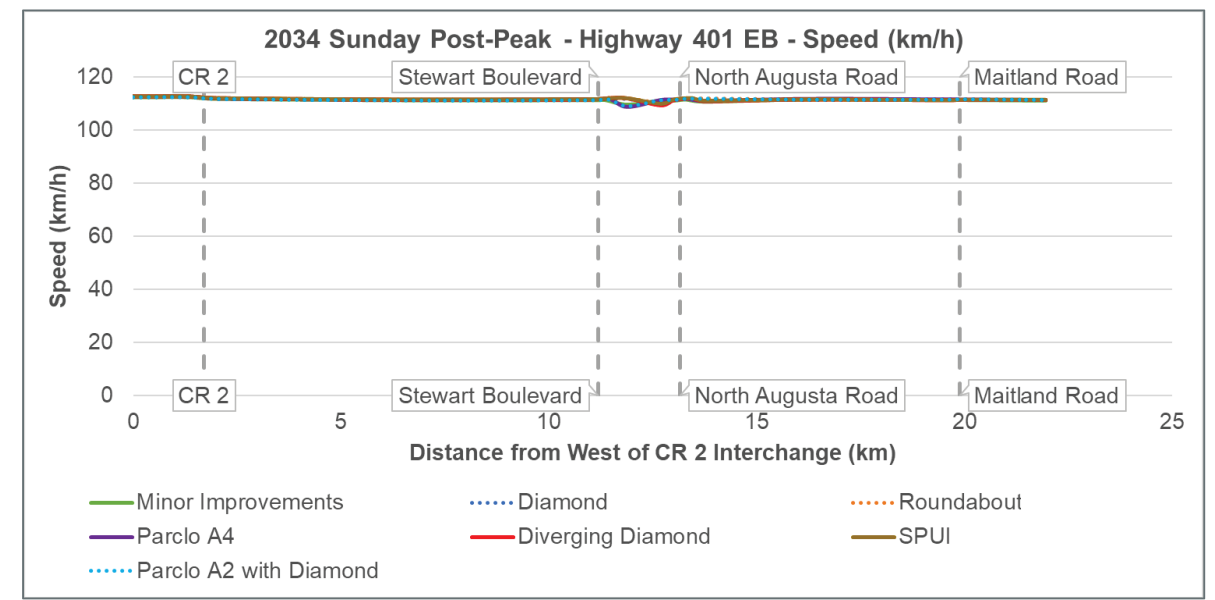 2034 Sunday Post-Peak - Highway 401 EB - Speed (km/h)
120
CR 2
Stewart Boulevard
North Augusta Road
Maitland Road
100
80
60
40
20
0
CR 2
Stewart Boulevard
North Augusta Road
Maitland Road
0
5
10
15
20
25
Speed (km/h)
Distance from West of CR 2 Interchange (km)
Minor Improvements
Diamond
Roundabout
Parclo A4
Diverging Diamond
SPUI
Parclo A2 with Diamond